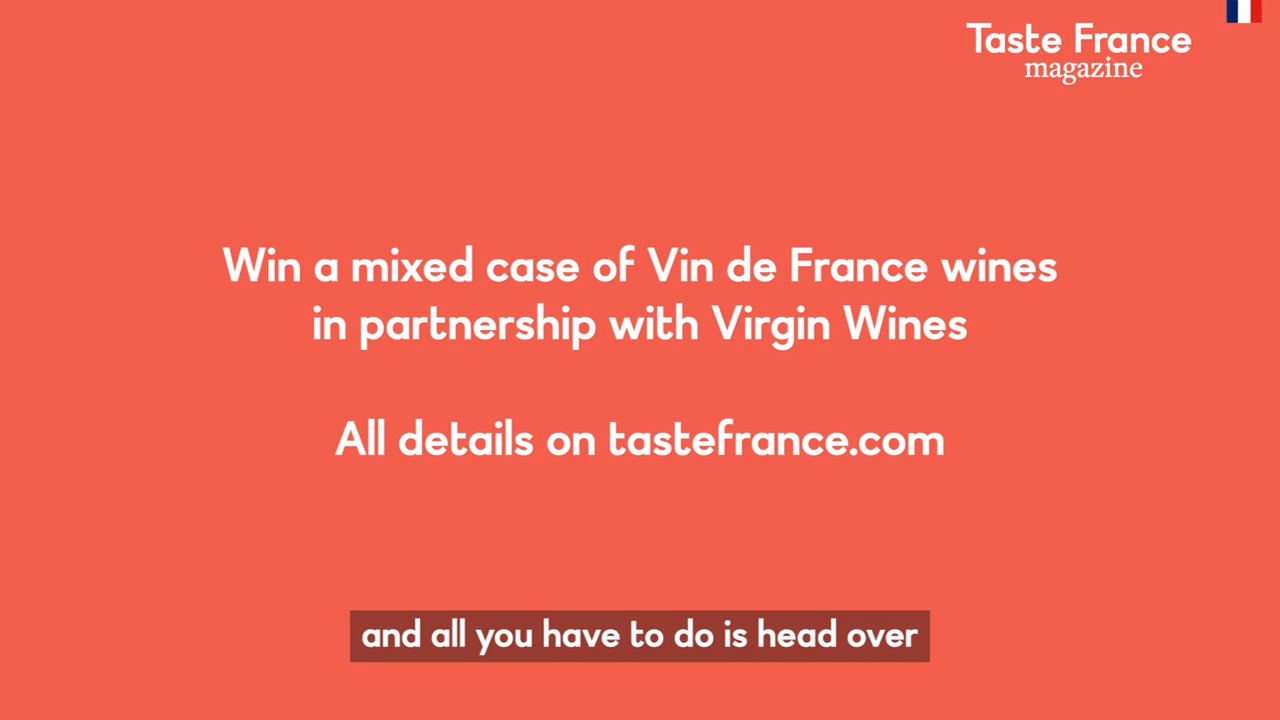 Taste France
magazine
Win a mixed case of Vin de France wines
in partnership with Virgin Wines
All details on tastefrance.com
and all you have to do is head over